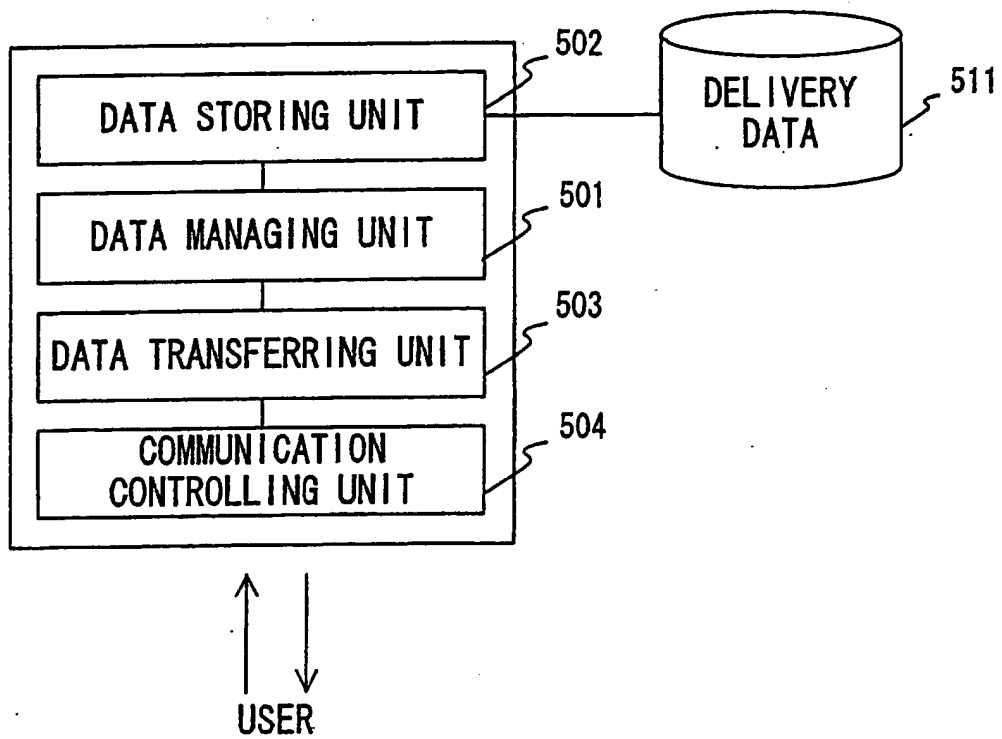 502
DATA STORING UNIT
DELIVERY
DATA
511
501
DATA MANAGING UNIT
503
DATA TRANSFERRING UNIT
504
COMMUNICATION
CONTROLLING UNIT
USER